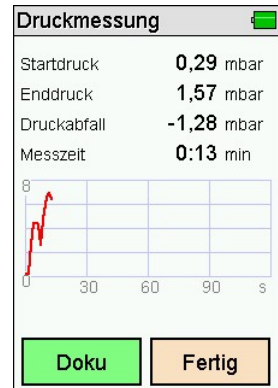 Druckmessung
Startdruck 0,29 mbar
Enddruck 1,57 mbar
Druckabfall -1,28 mbar
Messzeit 0:13 min
8
0 30 60 90 s
Doku Fertig